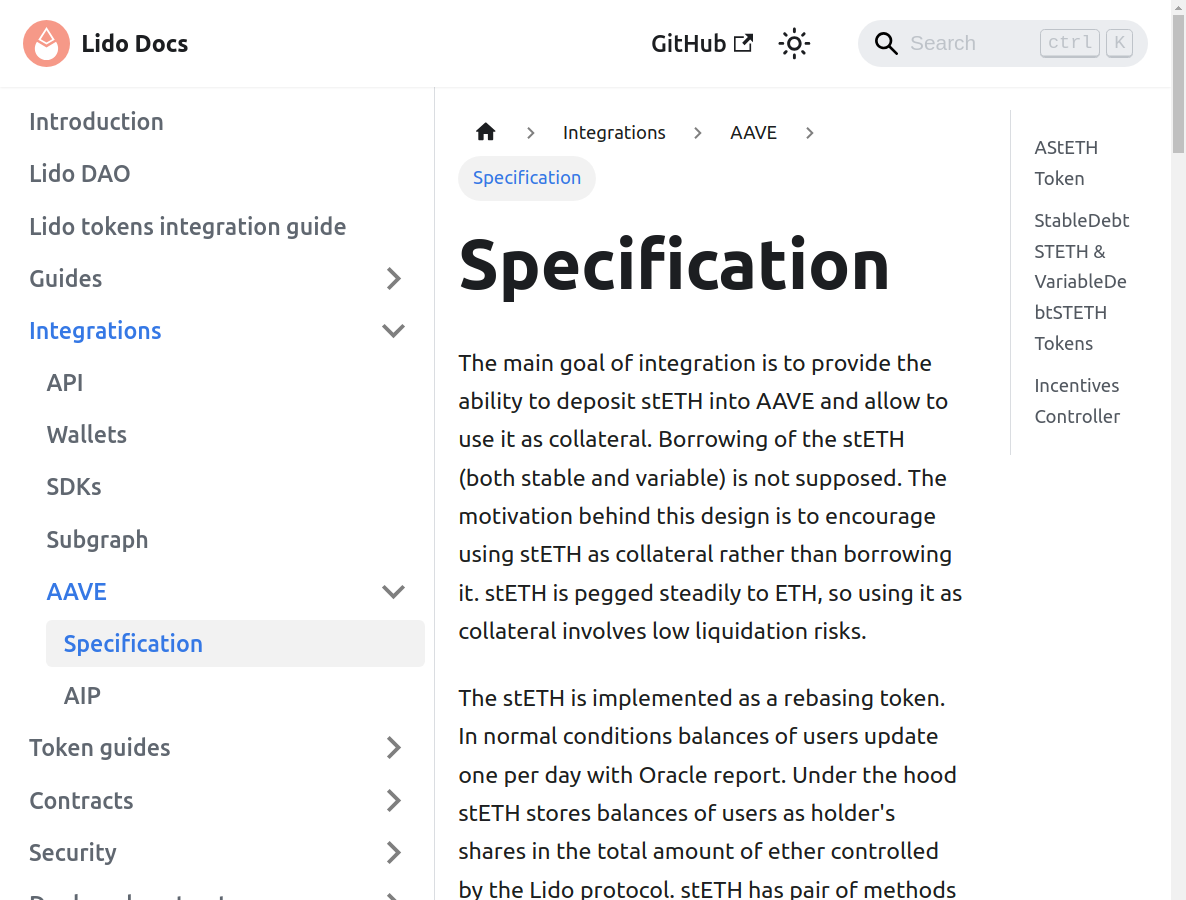 Lido Docs
GitHub
Search
ctrl K
Introduction
Lido DAO
Lido tokens integration guide
Guides
Integrations
API
Wallets
SDKs
Subgraph
AAVE
Specification
AIP
Token guides
Contracts
Security
Integrations
AAVE
Specification
Specification
The main goal of integration is to provide the
ability to deposit stETH into AAVE and allow to
use it as collateral. Borrowing of the stETH
(both stable and variable) is not supposed. The
motivation behind this design is to encourage
using stETH as collateral rather than borrowing
it. stETH is pegged steadily to ETH, so using it as
collateral involves low liquidation risks.
The stETH is implemented as a rebasing token.
In normal conditions balances of users update
one per day with Oracle report. Under the hood
stETH stores balances of users as holder's
shares in the total amount of ether controlled
by the Lido protocol. stETH has pair of methods
AStETH
Token
StableDebt
STETH &
VariableDe
btSTETH
Tokens
Incentives
Controller